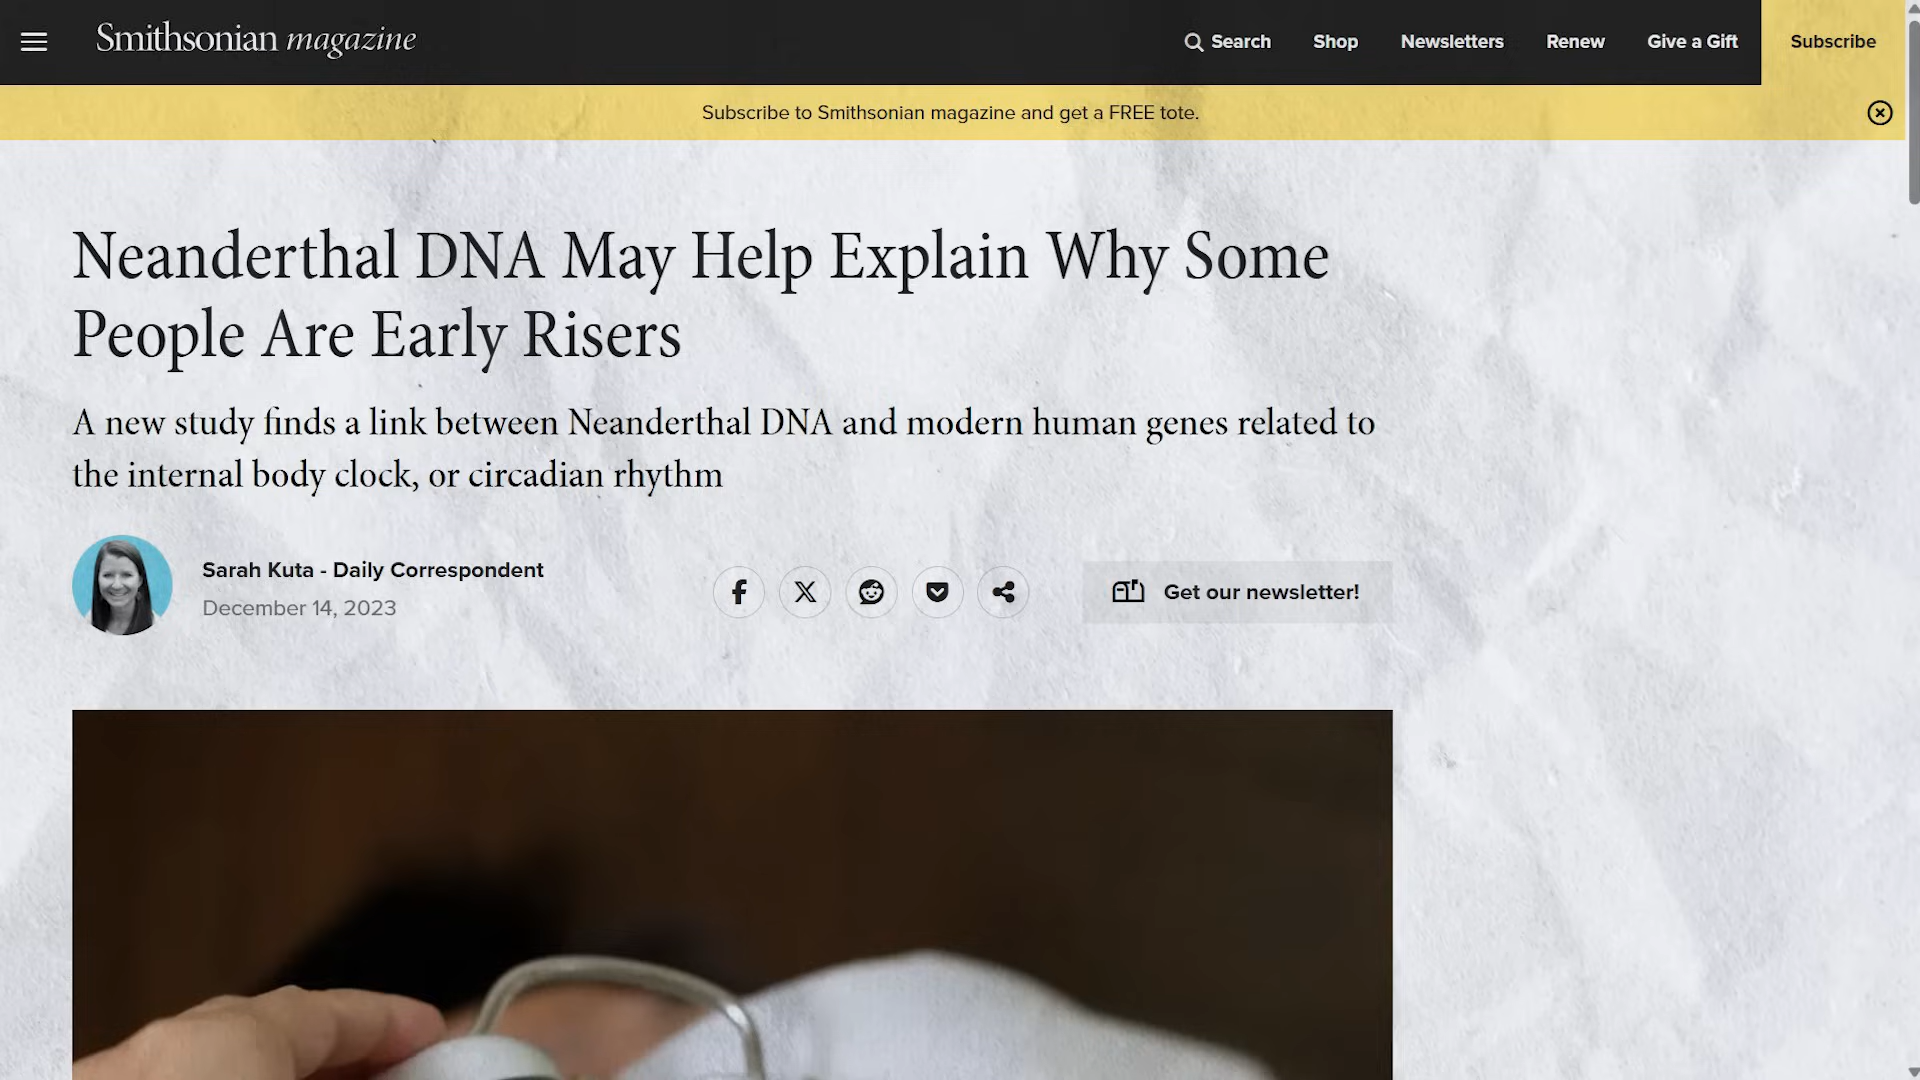 Smithsonian magazine
Search
Shop
Newsletters
Renew
Give a Gift
Subscribe
Subscribe to Smithsonian magazine and get a FREE tote.
Neanderthal DNA May Help Explain Why Some
People Are Early Risers
A new study finds a link between Neanderthal DNA and modern human genes related to
the internal body clock, or circadian rhythm
Sarah Kuta - Daily Correspondent
December 14, 2023
Get our newsletter!